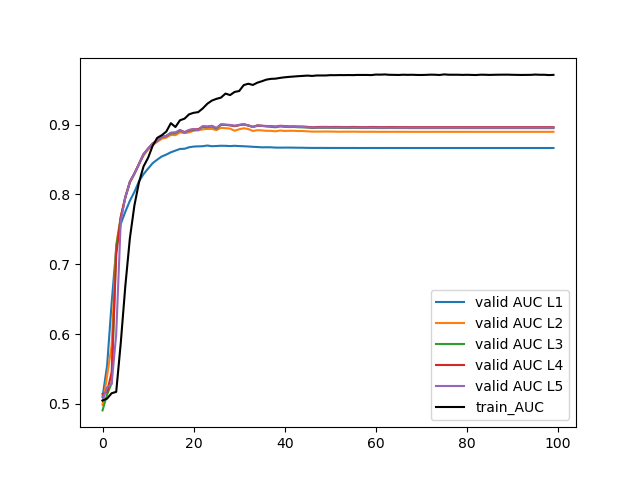 0.9
0.8
0.7
0.6
0.5
0 20 40 60 80 100
valid AUC L1
valid AUC L2
valid AUC L3
valid AUC L4
valid AUC L5
train_AUC